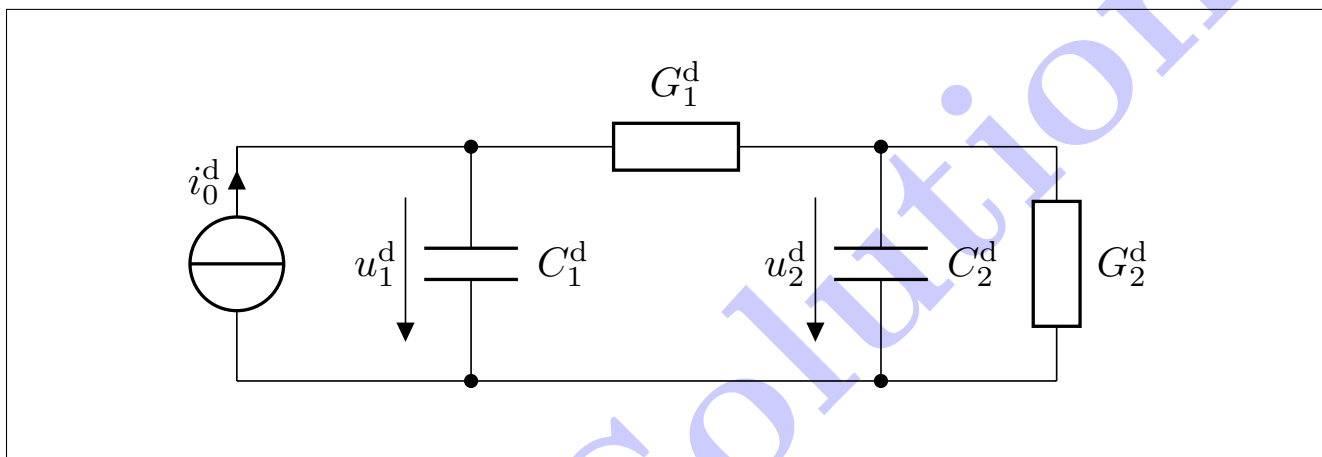 G₁ᵈ
i₀ᵈ
u₁ᵈ C₁ᵈ u₂ᵈ C₂ᵈ G₂ᵈ
Solution